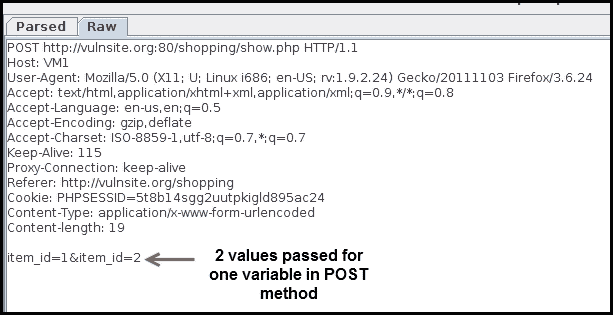 Parsed Raw
POST http://vulnsite.org:80/shopping/show.php HTTP/1.1
Host: VM1
User-Agent: Mozilla/5.0 (X11; U; Linux i686; en-US; rv:1.9.2.24) Gecko/20111103 Firefox/3.6.24
Accept: text/html,application/xhtml+xml,application/xml;q=0.9,*/*;q=0.8
Accept-Language: en-us,en;q=0.5
Accept-Encoding: gzip,deflate
Accept-Charset: ISO-8859-1,utf-8;q=0.7,*;q=0.7
Keep-Alive: 115
Proxy-Connection: keep-alive
Referer: http://vulnsite.org/shopping
Cookie: PHPSESSID=5t8b14sgg2uutpkigld895ac24
Content-Type: application/x-www-form-urlencoded
Content-length: 19
item_id=1&item_id=2
2 values passed for
one variable in POST
method